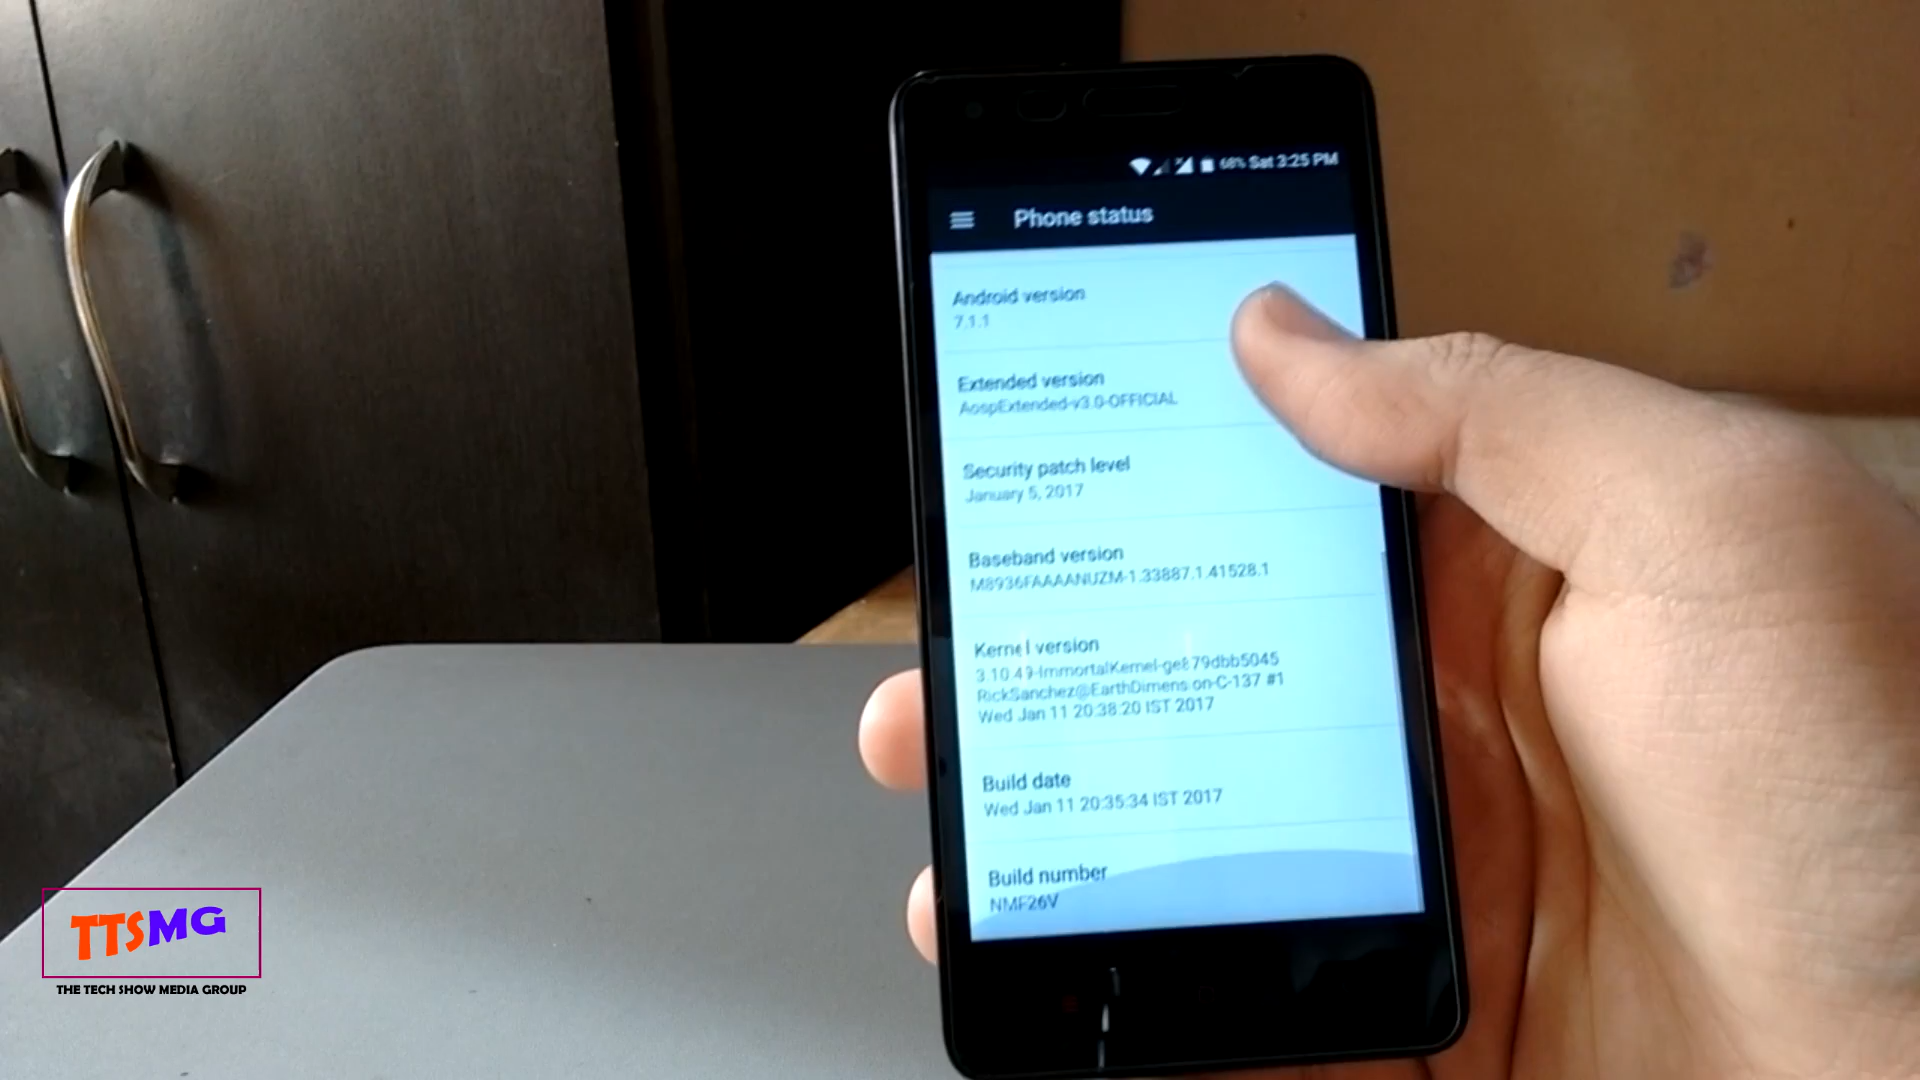 68% Sat 3:25 PM
Phone status
Android version
7.1.1
Extended version
AospExtended-v3.0-OFFICIAL
Security patch level
January 5, 2017
Baseband version
M8936FAAAANUZM-1.33887.1.41528.1
Kernel version
3.10.49-ImmortalKernel-ge879dbb5045
RickSanchez@EarthDimension-C-137 #1
Wed Jan 11 20:38:20 IST 2017
Build date
Wed Jan 11 20:35:34 IST 2017
Build number
NMF26V
TTSMG
THE TECH SHOW MEDIA GROUP